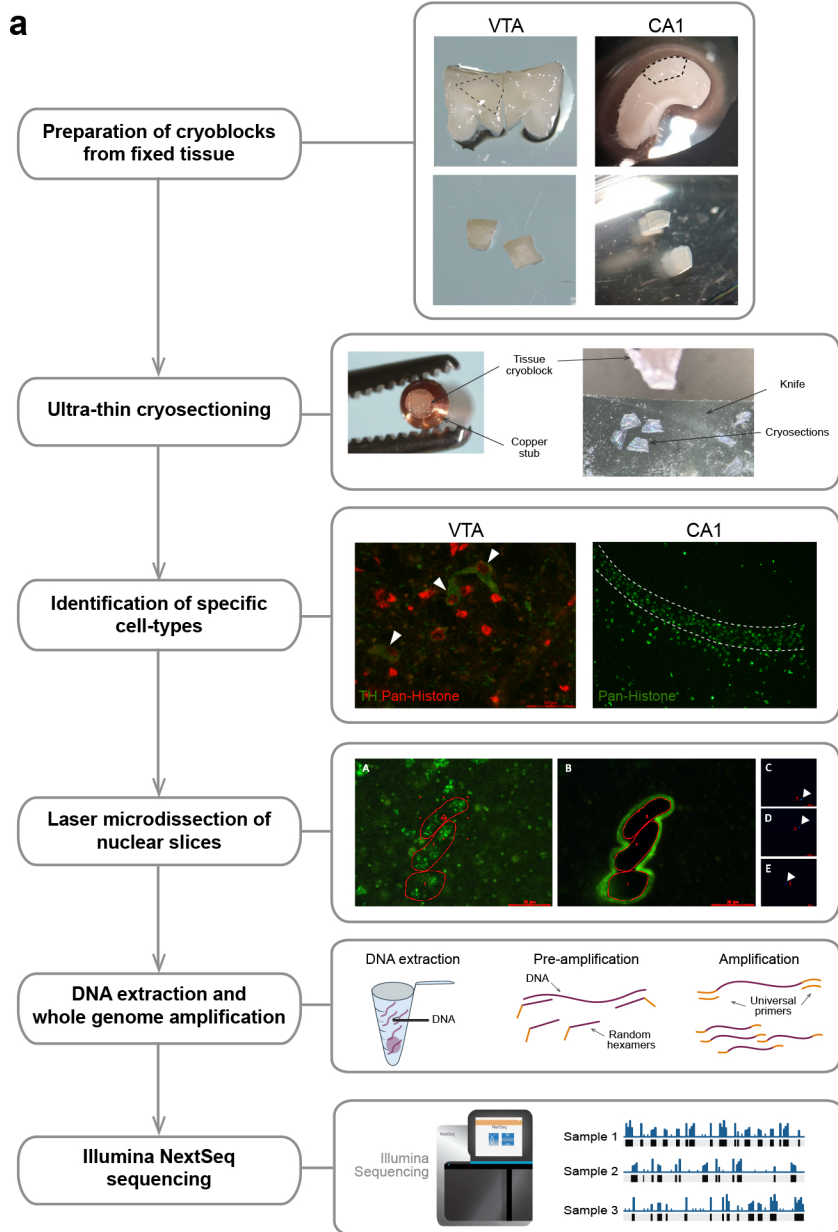 a
VTA
CA1
Preparation of cryoblocks
from fixed tissue
Ultra-thin cryosectioning
Tissue
cryoblock
Copper
stub
Knife
Cryosections
VTA
CA1
Identification of specific
cell-types
TH Pan-Histone
Pan-Histone
A
B
C
D
E
Laser microdissection of
nuclear slices
DNA extraction
Pre-amplification
Amplification
DNA extraction and
whole genome amplification
DNA
DNA
Random
hexamers
Universal
primers
Illumina NextSeq
sequencing
Illumina
Sequencing
NextSeq
NextSeq
Sample 1
Sample 2
Sample 3